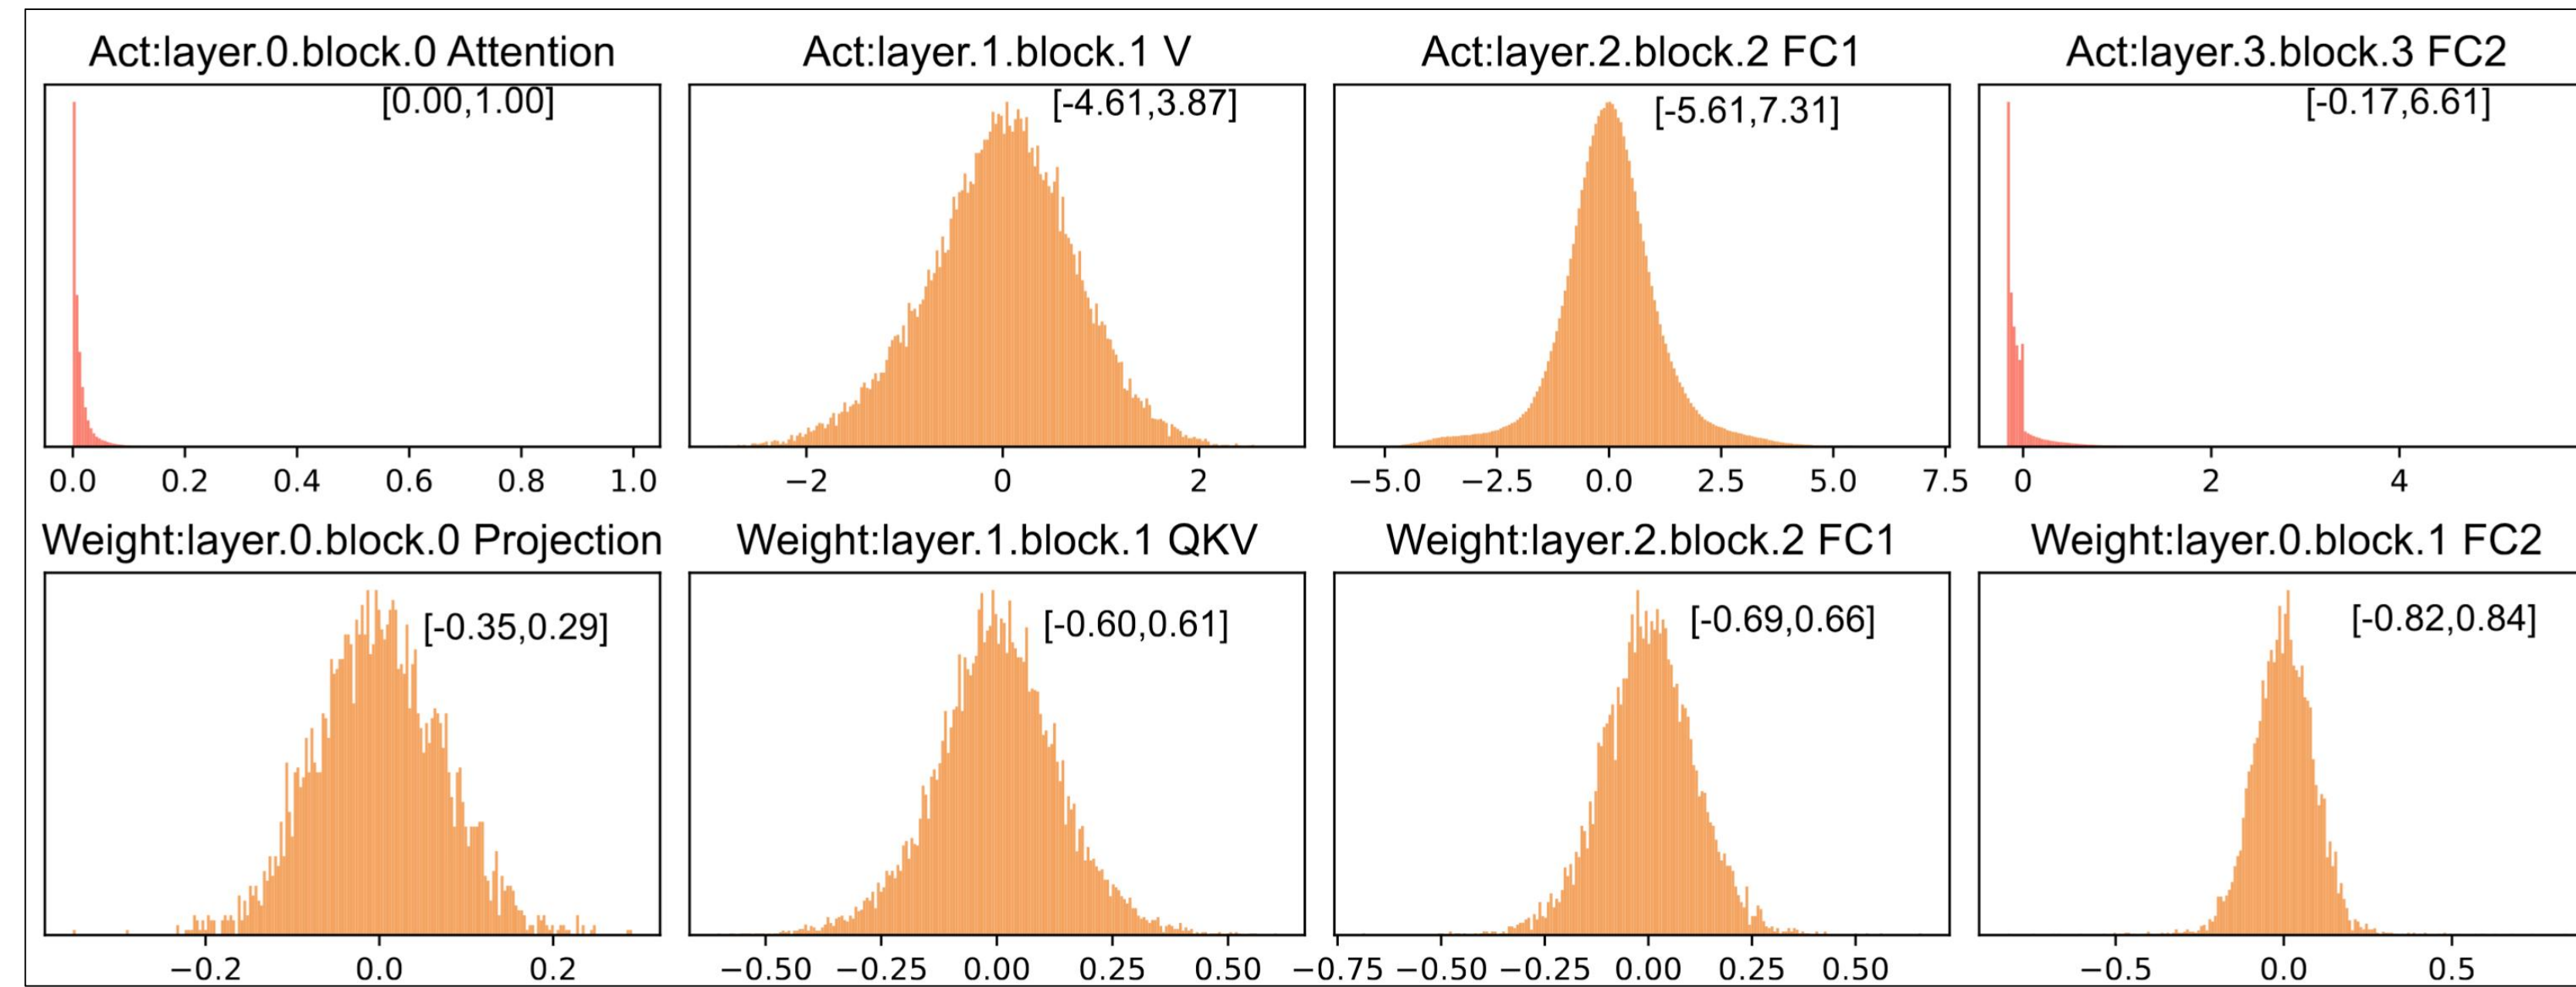 Act:layer.0.block.0 Attention
[0.00,1.00]
0.0 0.2 0.4 0.6 0.8 1.0
Act:layer.1.block.1 V
[-4.61,3.87]
−2 0 2
Act:layer.2.block.2 FC1
[-5.61,7.31]
−5.0 −2.5 0.0 2.5 5.0 7.5
Act:layer.3.block.3 FC2
[-0.17,6.61]
0 2 4
Weight:layer.0.block.0 Projection
[-0.35,0.29]
−0.2 0.0 0.2
Weight:layer.1.block.1 QKV
[-0.60,0.61]
−0.50 −0.25 0.00 0.25 0.50
Weight:layer.2.block.2 FC1
[-0.69,0.66]
−0.75 −0.50 −0.25 0.00 0.25 0.50
Weight:layer.0.block.1 FC2
[-0.82,0.84]
−0.5 0.0 0.5